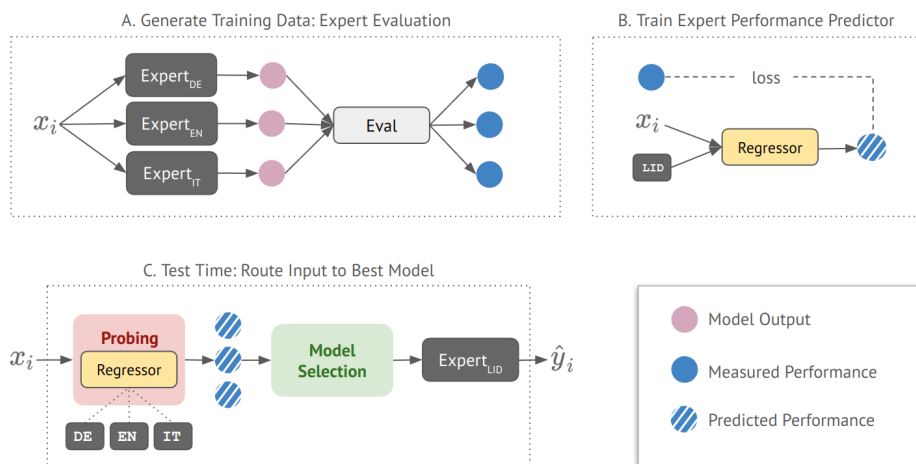 A. Generate Training Data: Expert Evaluation
x_i
Expert_DE
Expert_EN
Expert_IT
Eval
B. Train Expert Performance Predictor
loss
x_i
LID
Regressor
C. Test Time: Route Input to Best Model
x_i
Probing
Regressor
DE EN IT
Model
Selection
Expert_LID
ŷ_i
Model Output
Measured Performance
Predicted Performance